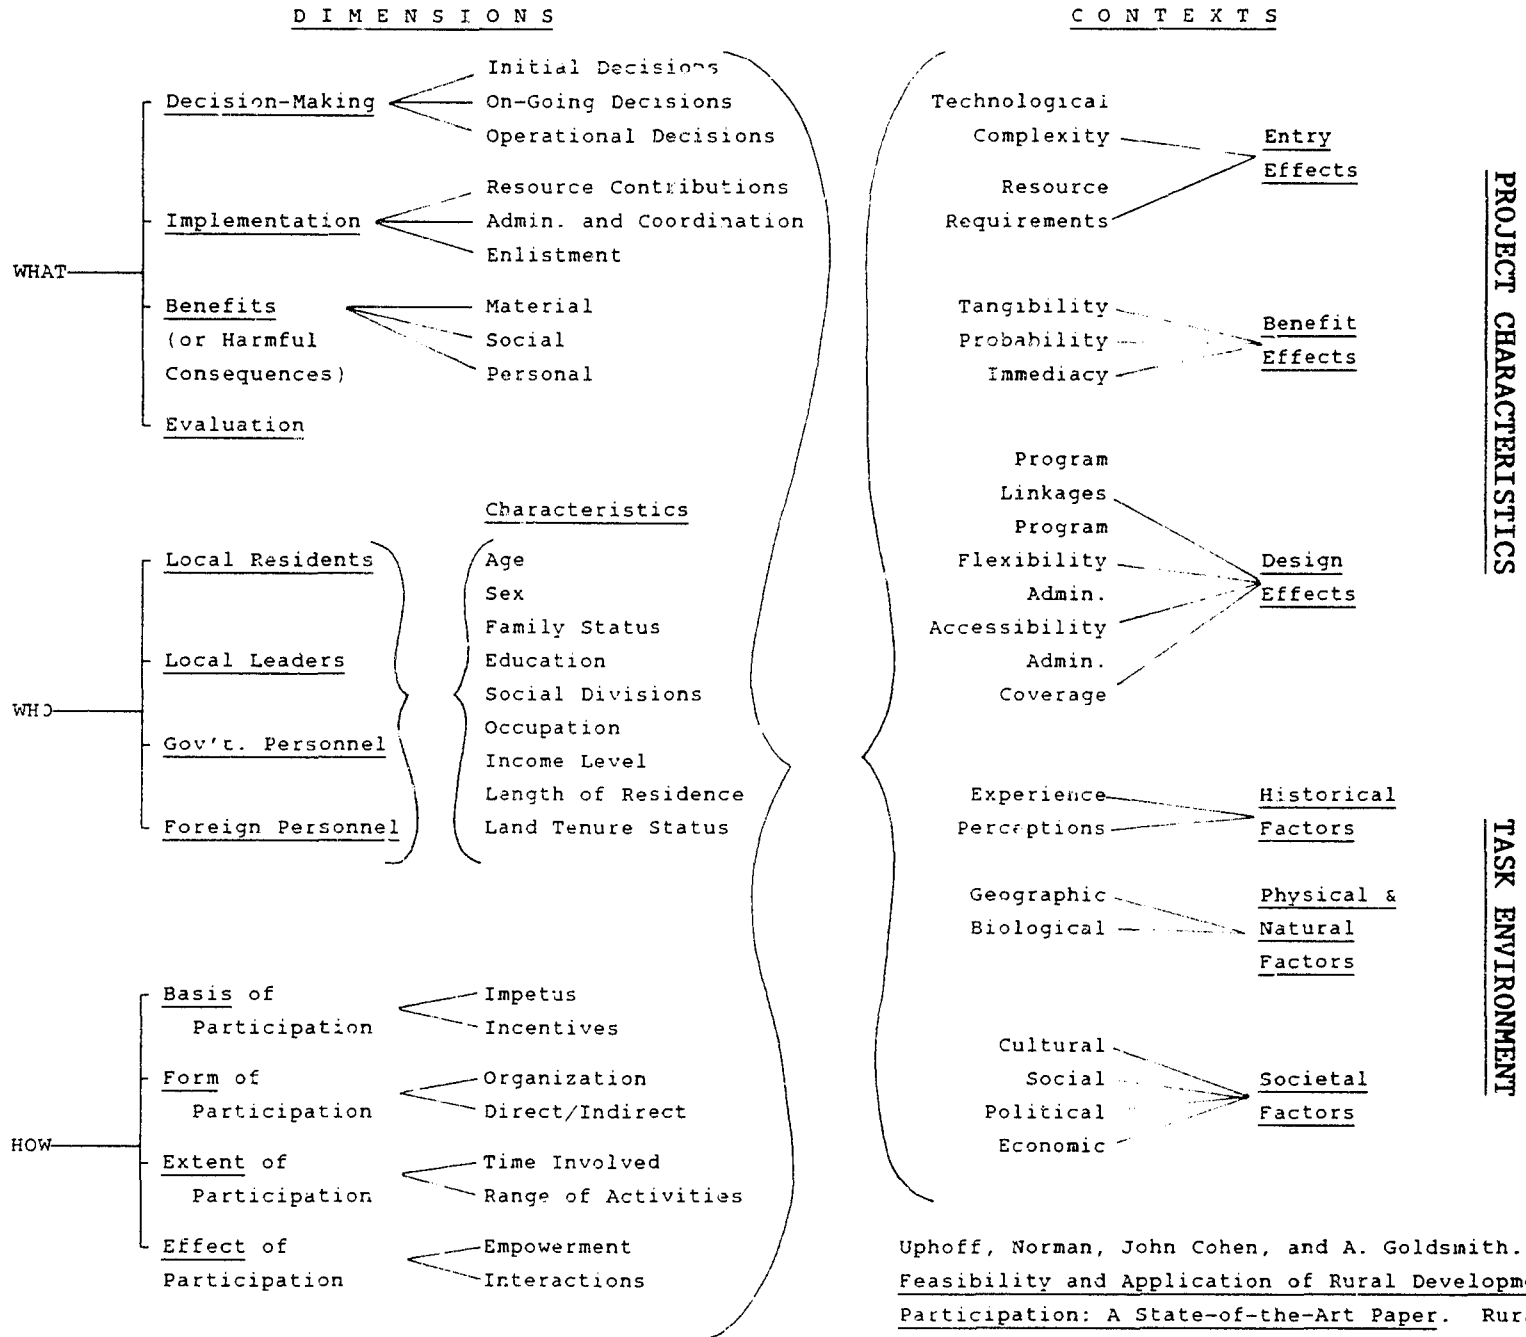 D I M E N S I O N S
WHAT
Decision-Making
Initial Decisions
On-Going Decisions
Operational Decisions
Implementation
Resource Contributions
Admin. and Coordination
Enlistment
Benefits
(or Harmful
Consequences)
Material
Social
Personal
Evaluation
WHO
Local Residents
Local Leaders
Gov't. Personnel
Foreign Personnel
Characteristics
Age
Sex
Family Status
Education
Social Divisions
Occupation
Income Level
Length of Residence
Land Tenure Status
HOW
Basis of
Participation
Impetus
Incentives
Form of
Participation
Organization
Direct/Indirect
Extent of
Participation
Time Involved
Range of Activities
Effect of
Participation
Empowerment
Interactions
C O N T E X T S
Technological
Complexity
Resource
Requirements
Entry
Effects
Tangibility
Probability
Immediacy
Benefit
Effects
Program
Linkages
Program
Flexibility
Admin.
Accessibility
Admin.
Coverage
Design
Effects
PROJECT CHARACTERISTICS
Experience
Perceptions
Historical
Factors
Geographic
Biological
Physical &
Natural
Factors
Cultural
Social
Political
Economic
Societal
Factors
TASK ENVIRONMENT
Uphoff, Norman, John Cohen, and A. Goldsmith.
Feasibility and Application of Rural Developme
Participation: A State-of-the-Art Paper. Rura